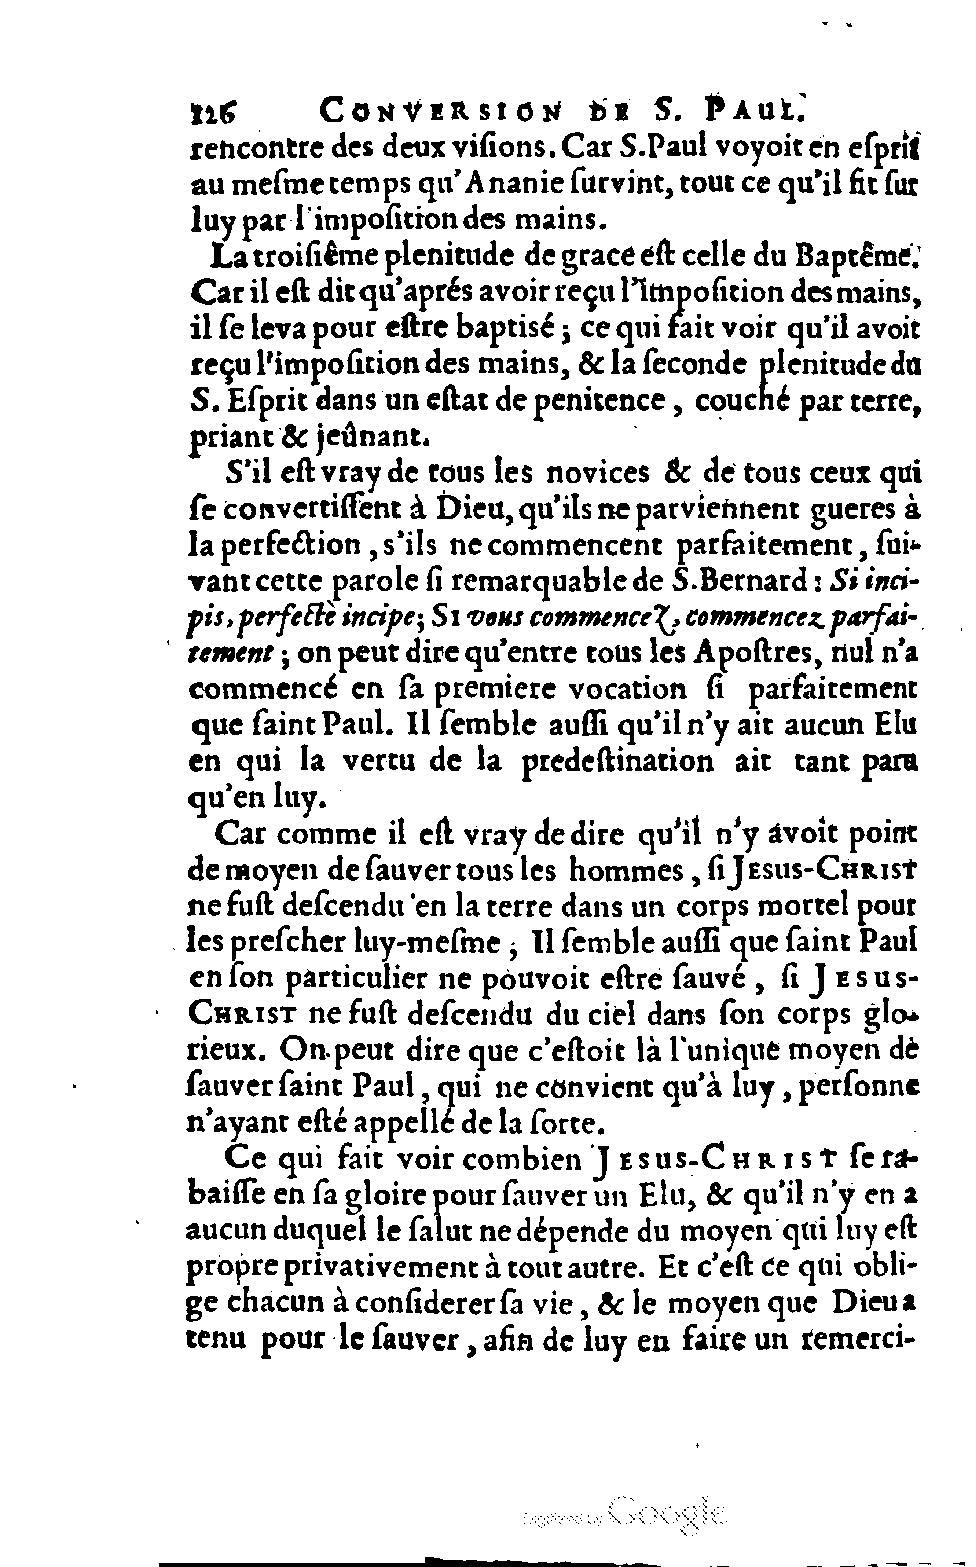 126 CONVERSION DE S. PAUL.
rencontre des deux viſions. Car S. Paul voyoit en eſprit
au meſme temps qu'Ananie ſurvint, tout ce qu'il fit ſur
luy par l'impoſition des mains.
La troiſiême plenitude de grace eſt celle du Baptême.
Car il eſt dit qu'aprés avoir reçu l'impoſition des mains,
il ſe leva pour eſtre baptisé ; ce qui fait voir qu'il avoit
reçu l'impoſition des mains, & la ſeconde plenitude du
S. Eſprit dans un eſtat de penitence, couché par terre,
priant & jeûnant.
S'il eſt vray de tous les novices & de tous ceux qui
ſe convertiſſent à Dieu, qu'ils ne parviennent gueres à
la perfection, s'ils ne commencent parfaitement, ſui-
vant cette parole ſi remarquable de S. Bernard : Si inci-
pis, perfectè incipe ; SI vous commencez, commencez parfai-
tement ; on peut dire qu'entre tous les Apoſtres, nul n'a
commencé en ſa premiere vocation ſi parfaitement
que ſaint Paul. Il ſemble auſſi qu'il n'y ait aucun Elu
en qui la vertu de la predeſtination ait tant paru
qu'en luy.
Car comme il eſt vray de dire qu'il n'y avoit point
de moyen de ſauver tous les hommes, ſi JESUS-CHRIST
ne fuſt deſcendu en la terre dans un corps mortel pour
les preſcher luy-meſme ; Il ſemble auſſi que ſaint Paul
en ſon particulier ne pouvoit eſtre ſauvé, ſi JESUS-
CHRIST ne fuſt deſcendu du ciel dans ſon corps glo-
rieux. On peut dire que c'eſtoit là l'unique moyen de
ſauver ſaint Paul, qui ne convient qu'à luy, perſonne
n'ayant eſté appellé de la ſorte.
Ce qui fait voir combien JESUS-CHRIST ſe ra-
baiſſe en ſa gloire pour ſauver un Elu, & qu'il n'y en a
aucun duquel le ſalut ne dépende du moyen qui luy eſt
propre privativement à tout autre. Et c'eſt ce qui obli-
ge chacun à conſiderer ſa vie, & le moyen que Dieu a
tenu pour le ſauver, afin de luy en faire un remerci-
Digitized by Google